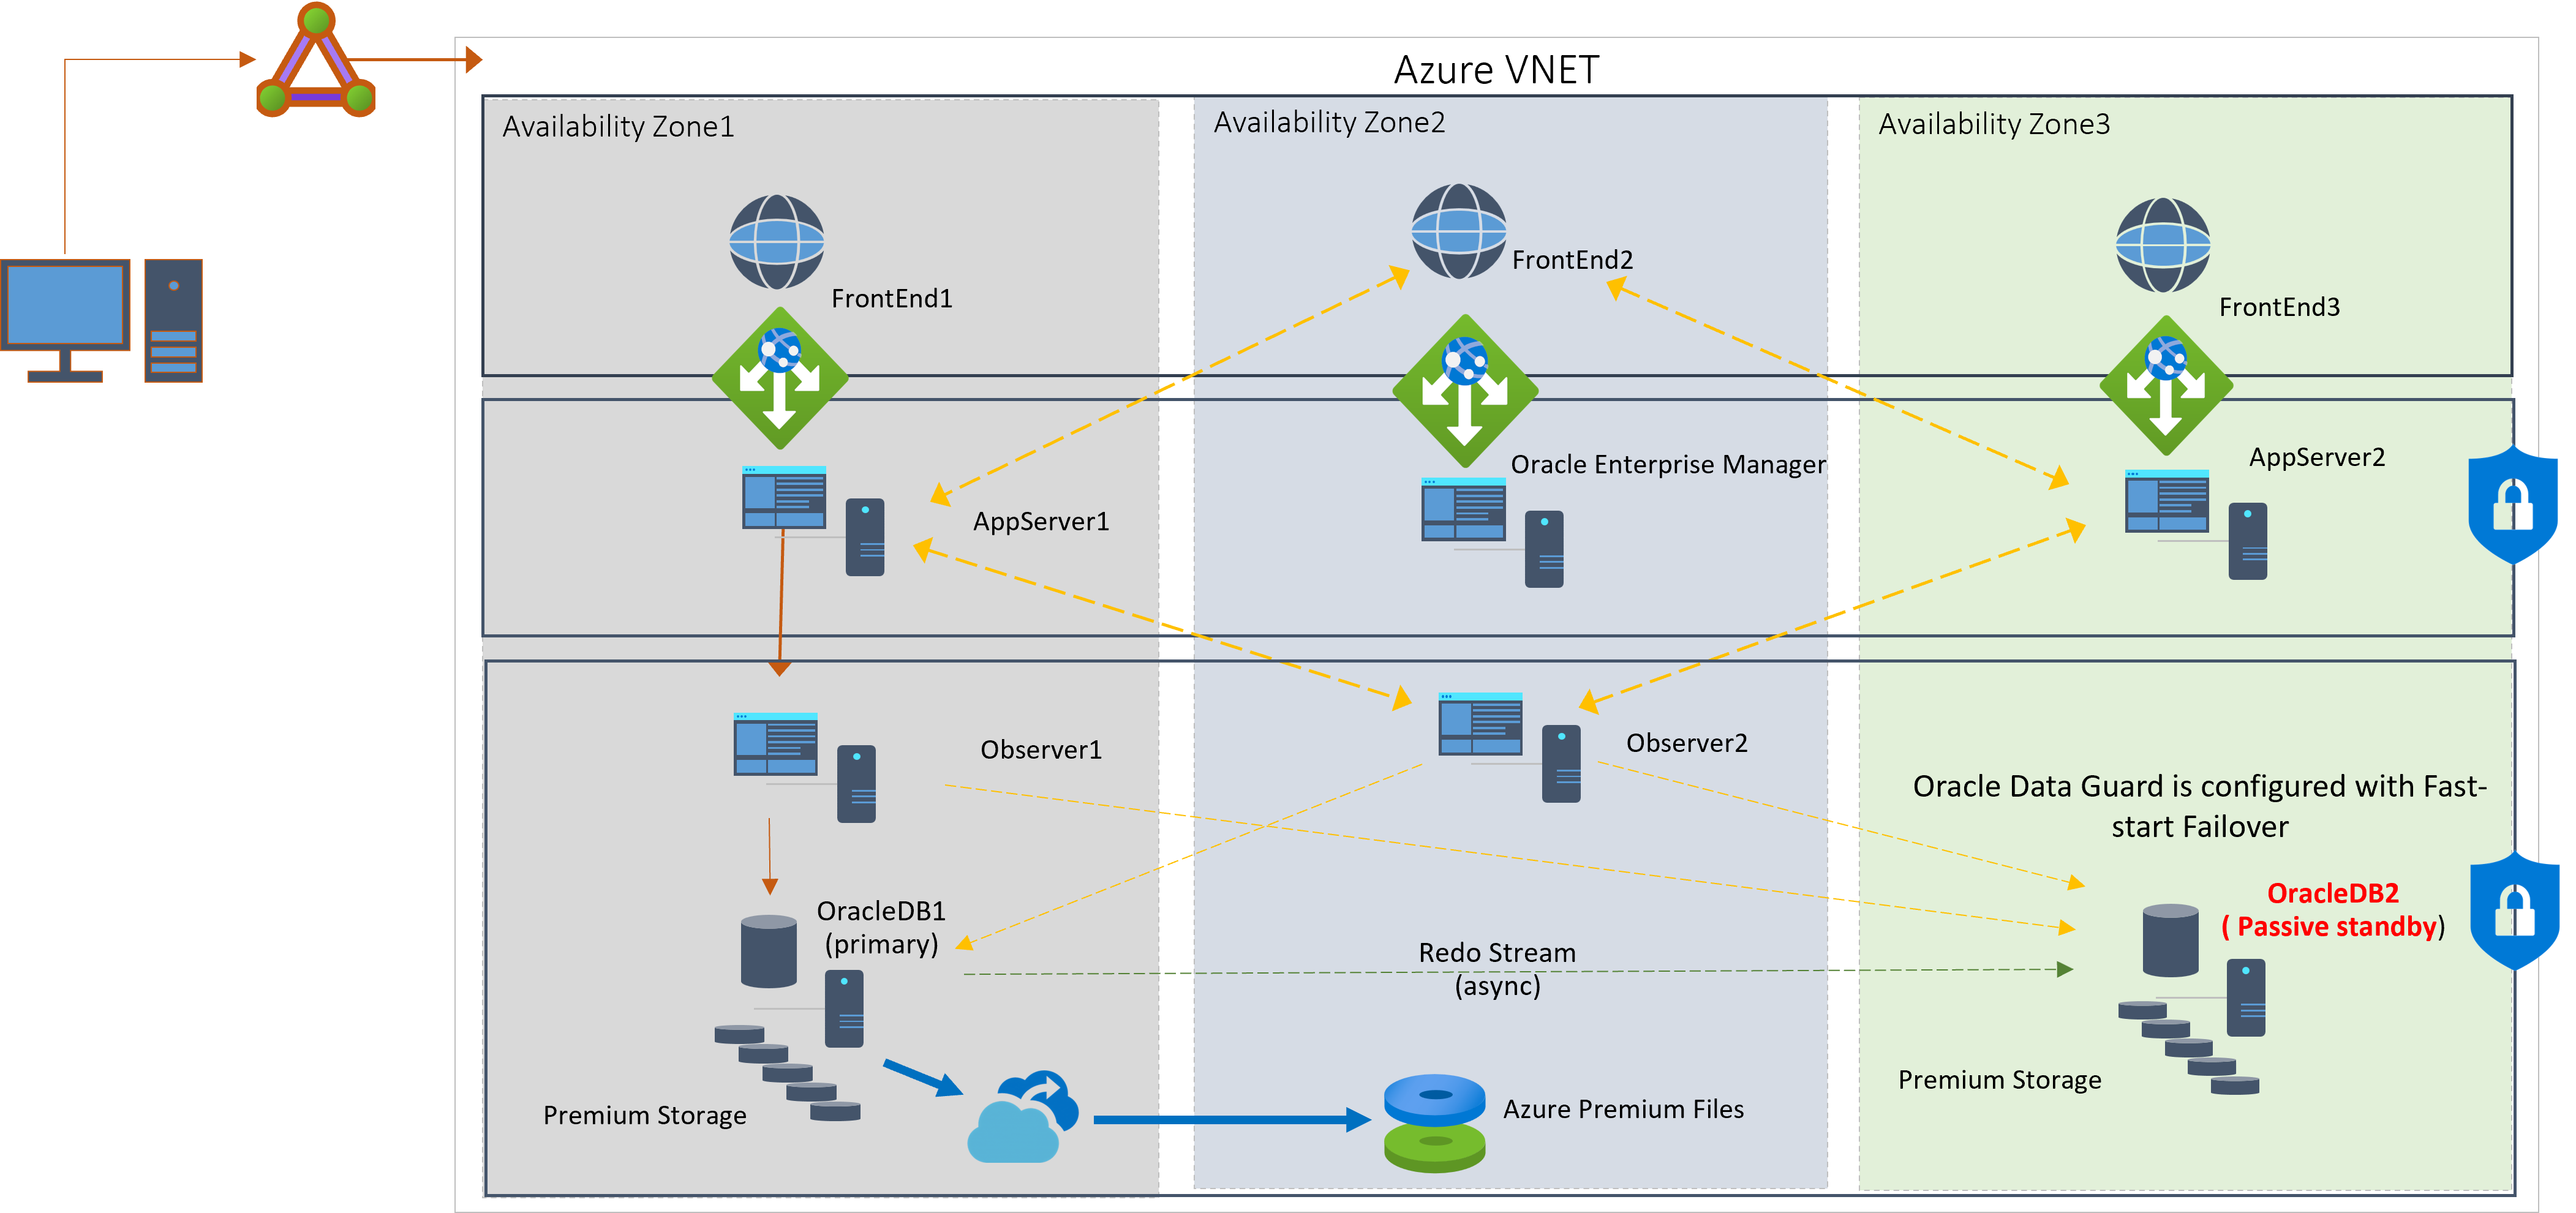 Azure VNET
Availability Zone1
Availability Zone2
Availability Zone3
FrontEnd1
FrontEnd2
FrontEnd3
AppServer1
Oracle Enterprise Manager
AppServer2
Observer1
Observer2
Oracle Data Guard is configured with Fast-
start Failover
OracleDB1
(primary)
OracleDB2
( Passive standby)
Redo Stream
(async)
Premium Storage
Azure Premium Files
Premium Storage